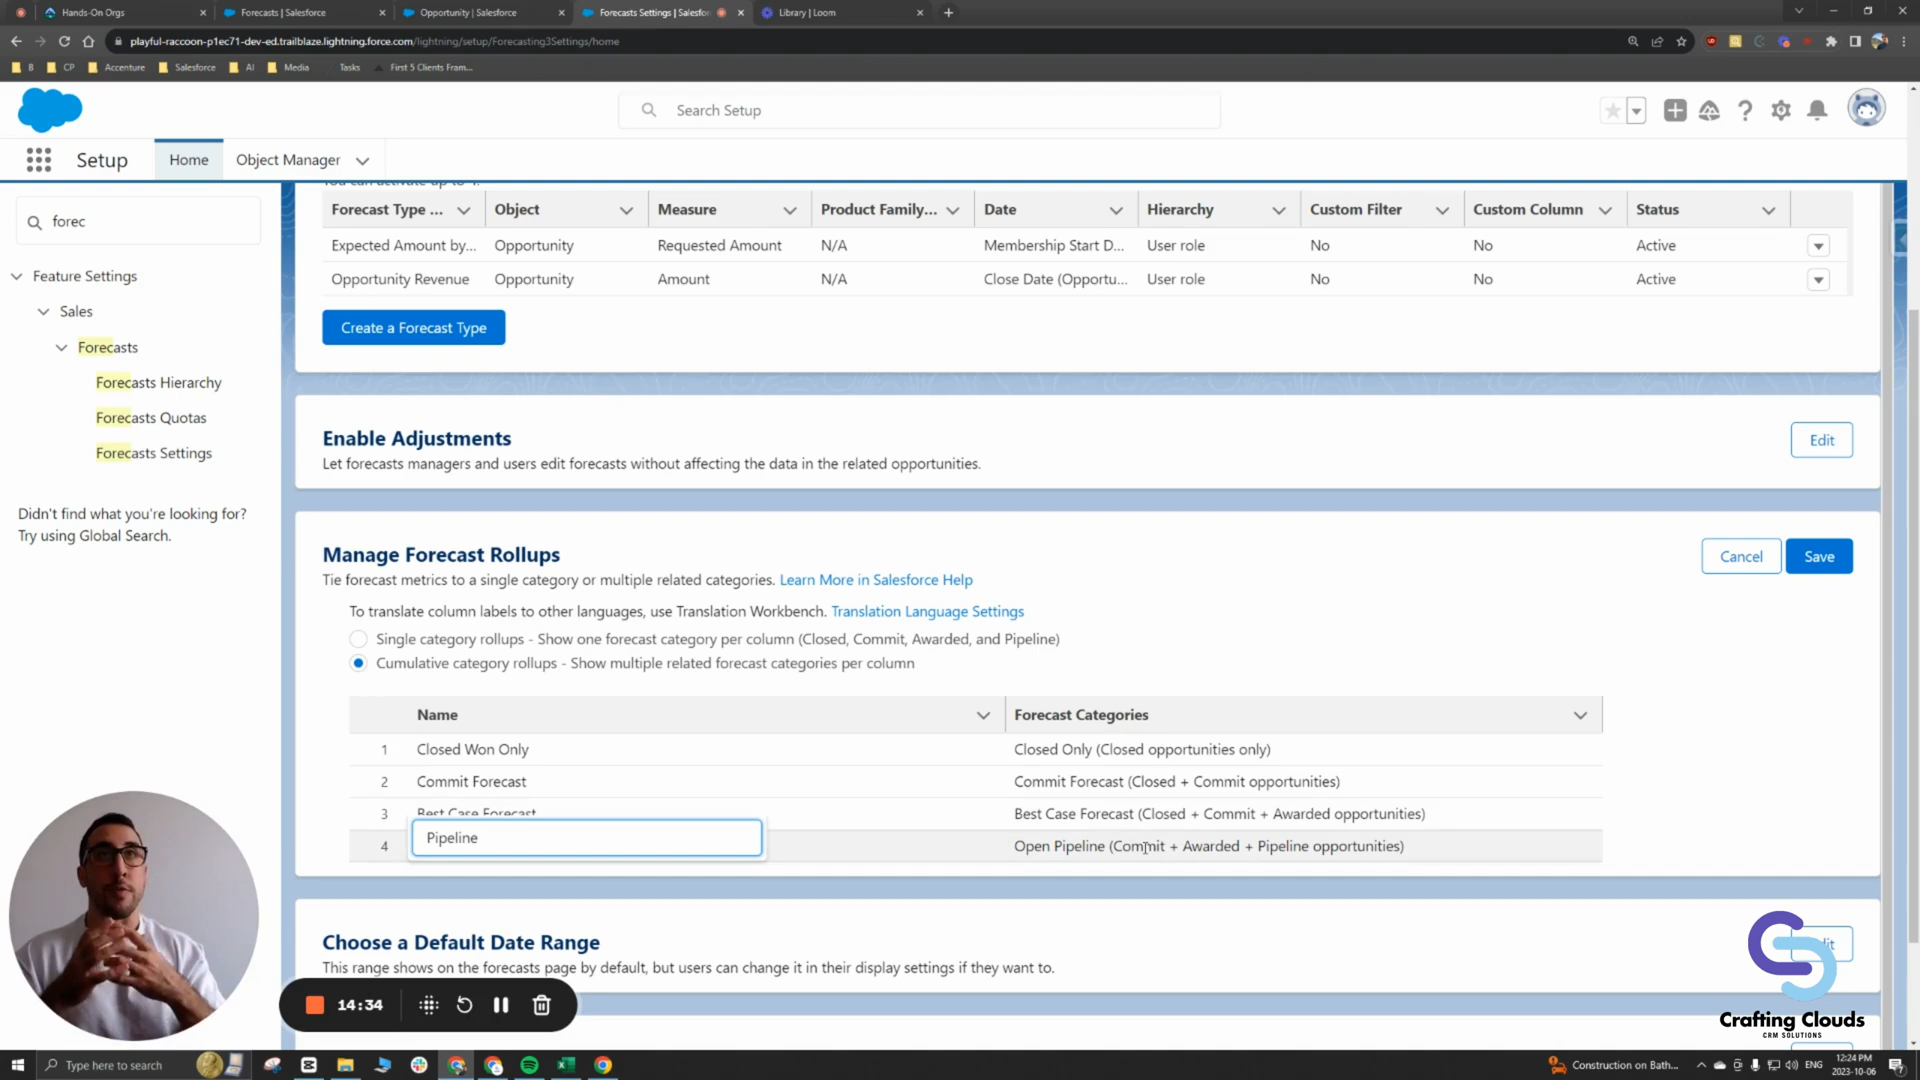 Hands-On Orgs
Forecasts | Salesforce
Opportunity | Salesforce
Forecasts Settings | Salesfor
Library | Loom
playful-raccoon-p1ec71-dev-ed.trailblaze.lightning.force.com/lightning/setup/Forecasting3Settings/home
B
CP
Accenture
Salesforce
AI
Media
Tasks
First 5 Clients Fram...
Search Setup
Setup
Home
Object Manager
forec
Feature Settings
Sales
Forecasts
Forecasts Hierarchy
Forecasts Quotas
Forecasts Settings
Didn't find what you're looking for?
Try using Global Search.
Forecast Type ... Object Measure Product Family... Date Hierarchy Custom Filter Custom Column Status
Expected Amount by... Opportunity Requested Amount N/A Membership Start D... User role No No Active
Opportunity Revenue Opportunity Amount N/A Close Date (Opportu... User role No No Active
Create a Forecast Type
Enable Adjustments
Let forecasts managers and users edit forecasts without affecting the data in the related opportunities.
Edit
Manage Forecast Rollups
Cancel
Save
Tie forecast metrics to a single category or multiple related categories. Learn More in Salesforce Help
To translate column labels to other languages, use Translation Workbench. Translation Language Settings
Single category rollups - Show one forecast category per column (Closed, Commit, Awarded, and Pipeline)
Cumulative category rollups - Show multiple related forecast categories per column
Name Forecast Categories
1 Closed Won Only Closed Only (Closed opportunities only)
2 Commit Forecast Commit Forecast (Closed + Commit opportunities)
3 Best Case Forecast Best Case Forecast (Closed + Commit + Awarded opportunities)
4 Pipeline Open Pipeline (Commit + Awarded + Pipeline opportunities)
Choose a Default Date Range
This range shows on the forecasts page by default, but users can change it in their display settings if they want to.
14:34
Crafting Clouds
CRM SOLUTIONS
Type here to search
Construction on Bath...
ENG
12:24 PM
2023-10-06